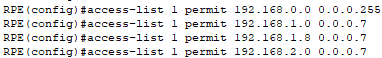 RPE(config)#access-list 1 permit 192.168.0.0 0.0.0.255
RPE(config)#access-list 1 permit 192.168.1.0 0.0.0.7
RPE(config)#access-list 1 permit 192.168.1.8 0.0.0.7
RPE(config)#access-list 1 permit 192.168.2.0 0.0.0.7